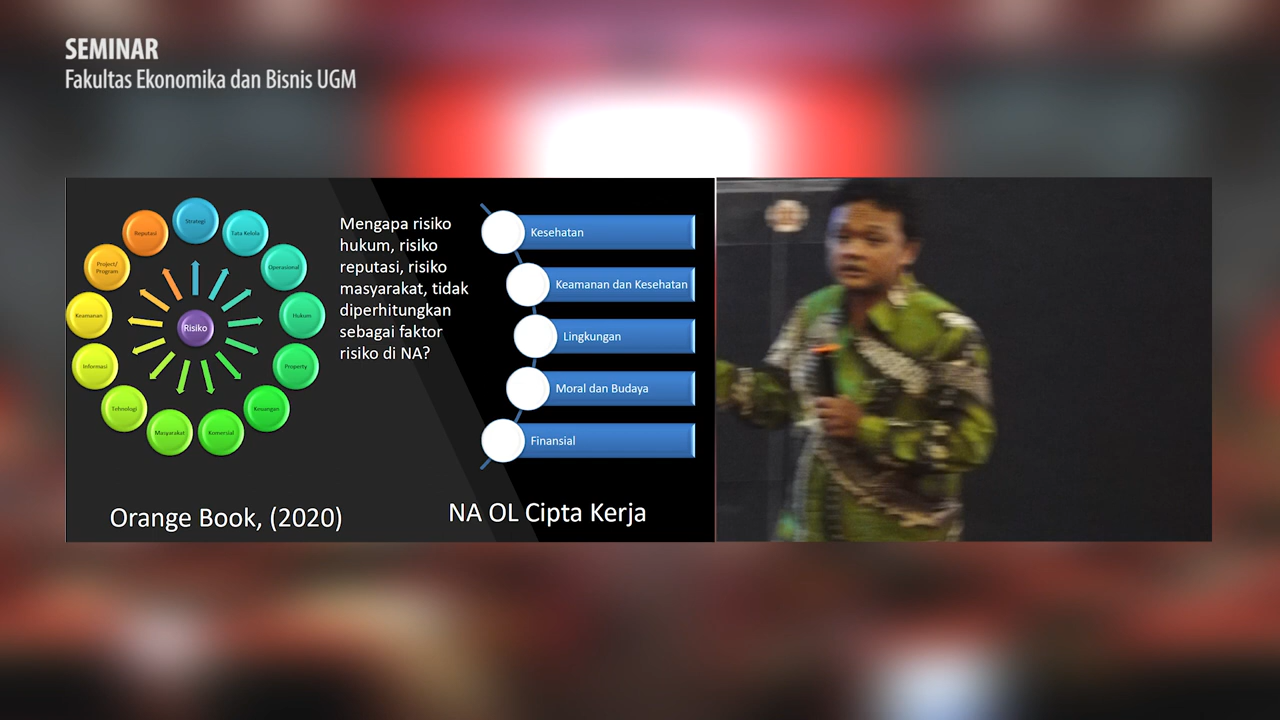 SEMINAR
Fakultas Ekonomika dan Bisnis UGM
Strategi
Tata Kelola
Operasional
Hukum
Property
Keuangan
Komersial
Masyarakat
Tehnologi
Informasi
Keamanan
Project/
Program
Reputasi
Risiko
Orange Book, (2020)
Mengapa risiko
hukum, risiko
reputasi, risiko
masyarakat, tidak
diperhitungkan
sebagai faktor
risiko di NA?
Kesehatan
Keamanan dan Kesehatan
Lingkungan
Moral dan Budaya
Finansial
NA OL Cipta Kerja